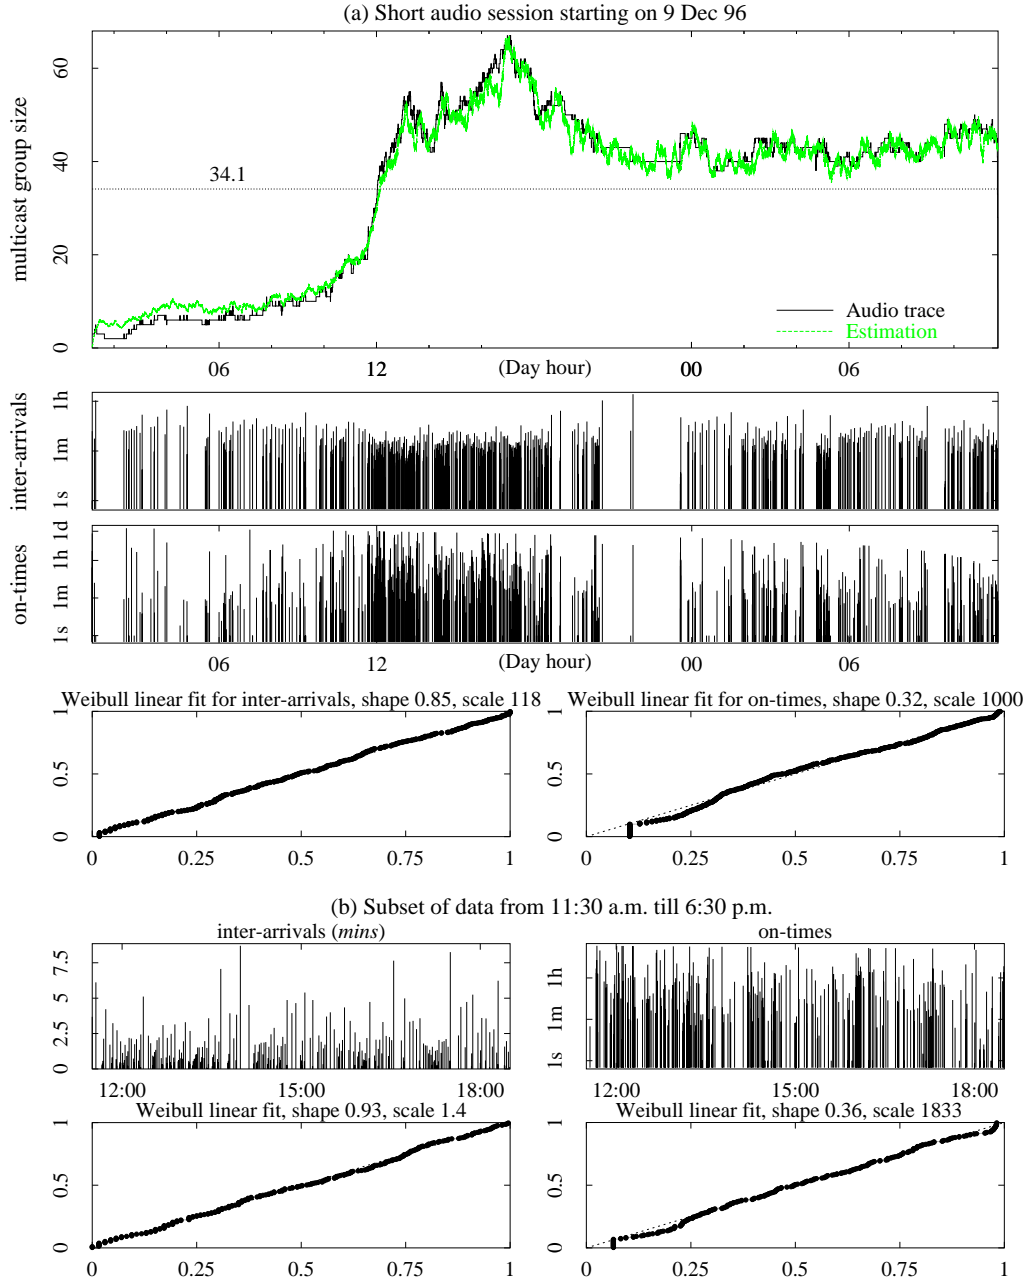 (a) Short audio session starting on 9 Dec 96
multicast group size
60
40
20
0
34.1
Audio trace
Estimation
06
12
(Day hour)
00
06
inter-arrivals
1h
1m
1s
on-times
1d
1h
1m
1s
06
12
(Day hour)
00
06
Weibull linear fit for inter-arrivals, shape 0.85, scale 118
1
0.5
0
0
0.25
0.5
0.75
1
Weibull linear fit for on-times, shape 0.32, scale 1000
1
0.5
0
0
0.25
0.5
0.75
1
(b) Subset of data from 11:30 a.m. till 6:30 p.m.
inter-arrivals (mins)
7.5
5
2.5
0
12:00
15:00
18:00
on-times
1h
1m
1s
12:00
15:00
18:00
Weibull linear fit, shape 0.93, scale 1.4
1
0.5
0
0
0.25
0.5
0.75
1
Weibull linear fit, shape 0.36, scale 1833
1
0.5
0
0
0.25
0.5
0.75
1